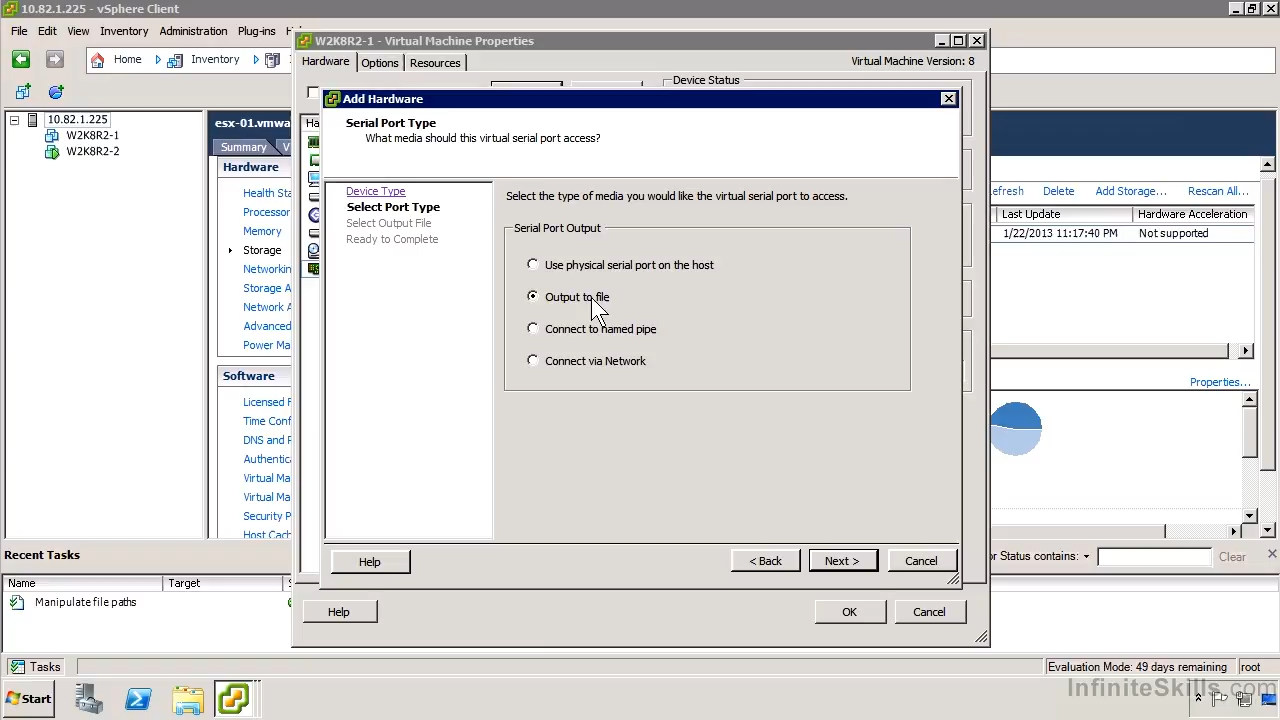 10.82.1.225 - vSphere Client
File Edit View Inventory Administration Plug-ins
Home Inventory
10.82.1.225
W2K8R2-1
W2K8R2-2
esx-01.vmwa
Summary
Hardware
Health Sta
Processor
Memory
Storage
Networkin
Storage A
Network A
Advanced
Power Ma
Software
Licensed F
Time Conf
DNS and R
Authentic
Virtual Ma
Virtual Ma
Security P
Host Cac
W2K8R2-1 - Virtual Machine Properties
Hardware Options Resources
Virtual Machine Version: 8
Device Status
Ha
Add Hardware
Serial Port Type
What media should this virtual serial port access?
Device Type
Select Port Type
Select Output File
Ready to Complete
Select the type of media you would like the virtual serial port to access.
Serial Port Output
Use physical serial port on the host
Output to file
Connect to named pipe
Connect via Network
Help < Back Next > Cancel
Help OK Cancel
efresh Delete Add Storage... Rescan All...
Last Update Hardware Acceleration
1/22/2013 11:17:40 PM Not supported
Properties...
Recent Tasks
or Status contains: Clear
Name Target S
Manipulate file paths
Tasks
Evaluation Mode: 49 days remaining root
Start
InfiniteSkills.com